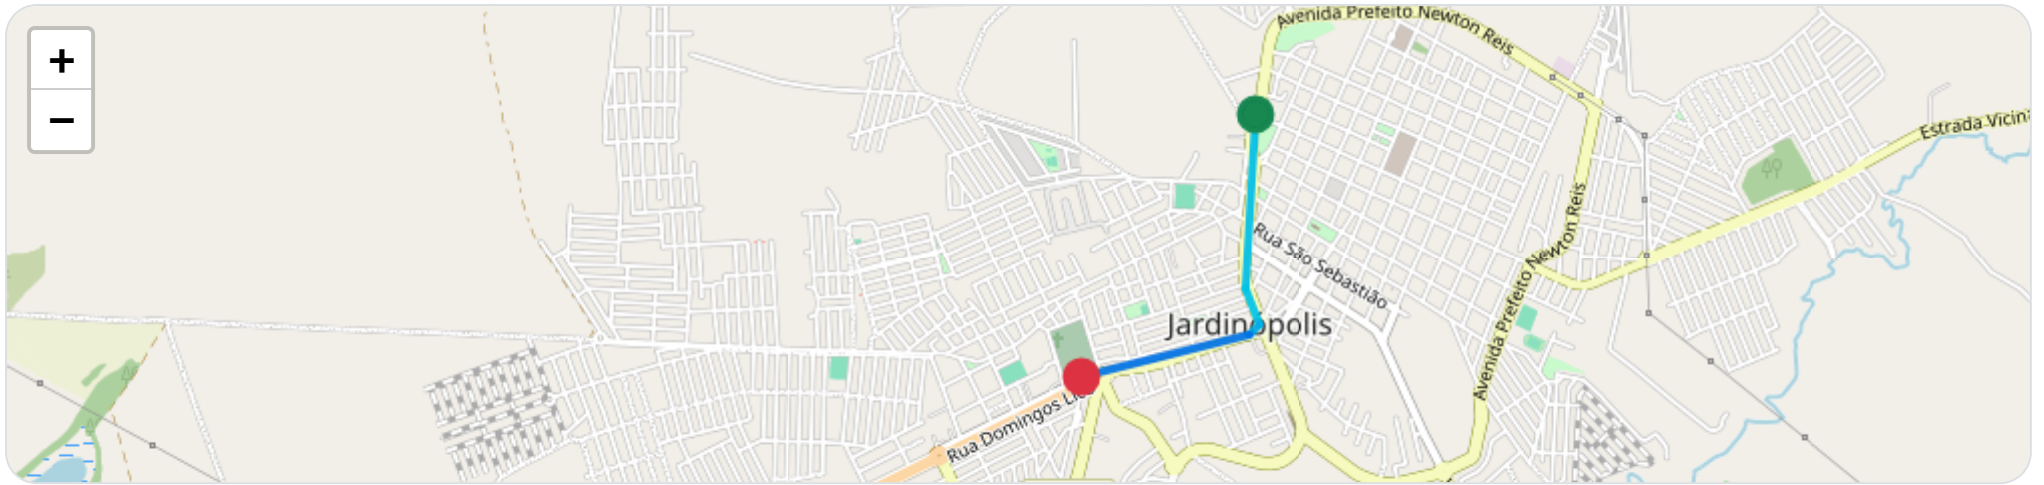 +
−
Avenida Prefeito Newton Reis
Estrada Vicin
Rua São Sebastião
Avenida Prefeito Newton Reis
Jardinópolis
Rua Domingos